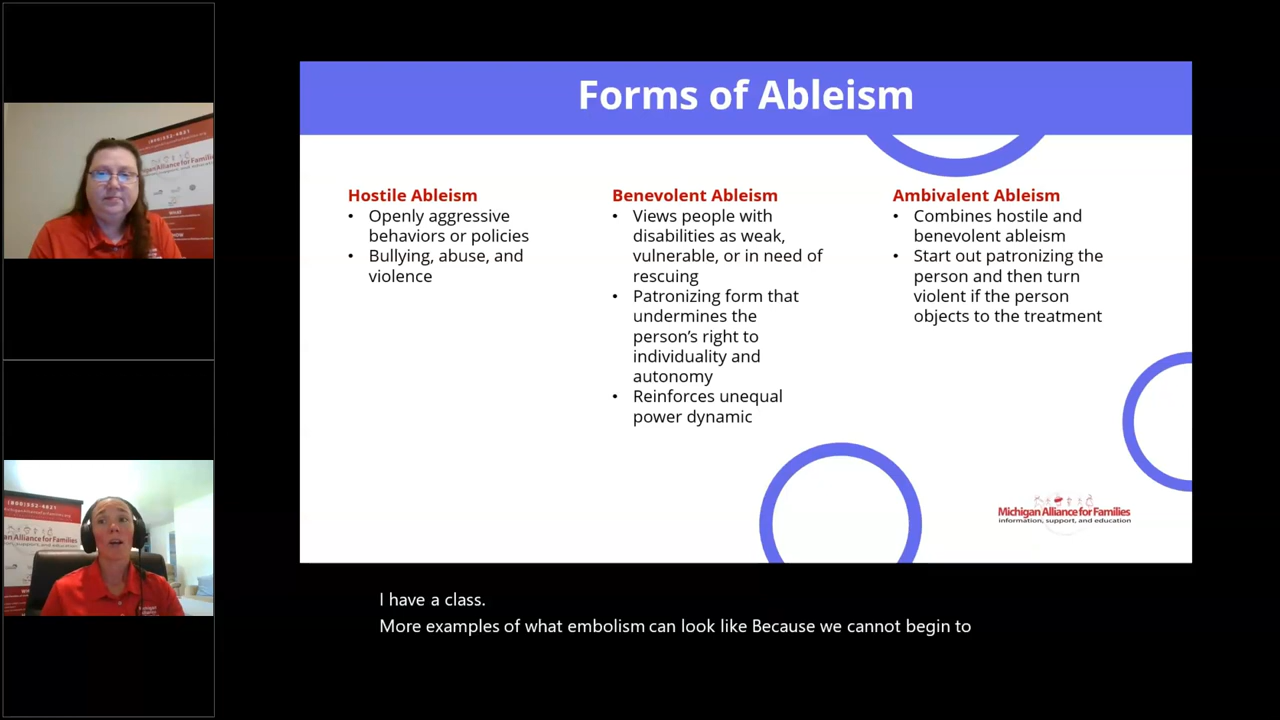 Forms of Ableism
Hostile Ableism
• Openly aggressive
behaviors or policies
• Bullying, abuse, and
violence
Benevolent Ableism
• Views people with
disabilities as weak,
vulnerable, or in need of
rescuing
• Patronizing form that
undermines the
person’s right to
individuality and
autonomy
• Reinforces unequal
power dynamic
Ambivalent Ableism
• Combines hostile and
benevolent ableism
• Start out patronizing the
person and then turn
violent if the person
objects to the treatment
Michigan Alliance for Families
information, support, and education
I have a class.
More examples of what embolism can look like Because we cannot begin to